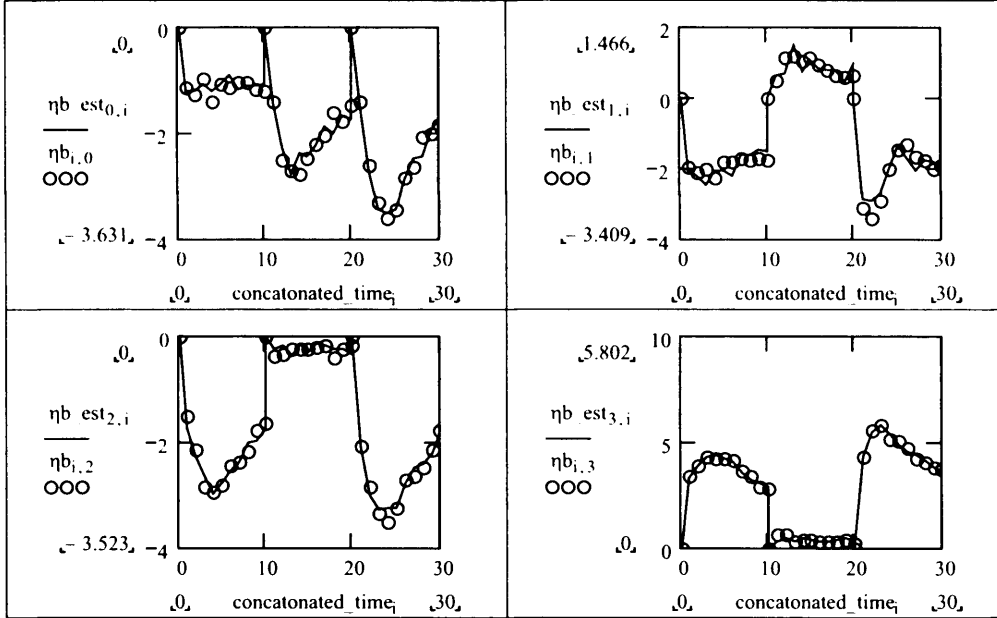 ⌞0⌟ 0
ηb_est0,i
ηb i,0
−2
⌞−3.631⌟ −4
0 10 20 30
⌞0⌟ concatonated_time i ⌞30⌟
⌞1.466⌟ 2
0
ηb_est1,i
ηb i,1
−2
⌞−3.409⌟ −4
0 10 20 30
⌞0⌟ concatonated_time i ⌞30⌟
⌞0⌟ 0
ηb_est2,i
ηb i,2
−2
⌞−3.523⌟ −4
0 10 20 30
⌞0⌟ concatonated_time i ⌞30⌟
⌞5.802⌟ 10
ηb_est3,i
5
ηb i,3
⌞0⌟ 0
0 10 20 30
⌞0⌟ concatonated_time i ⌞30⌟